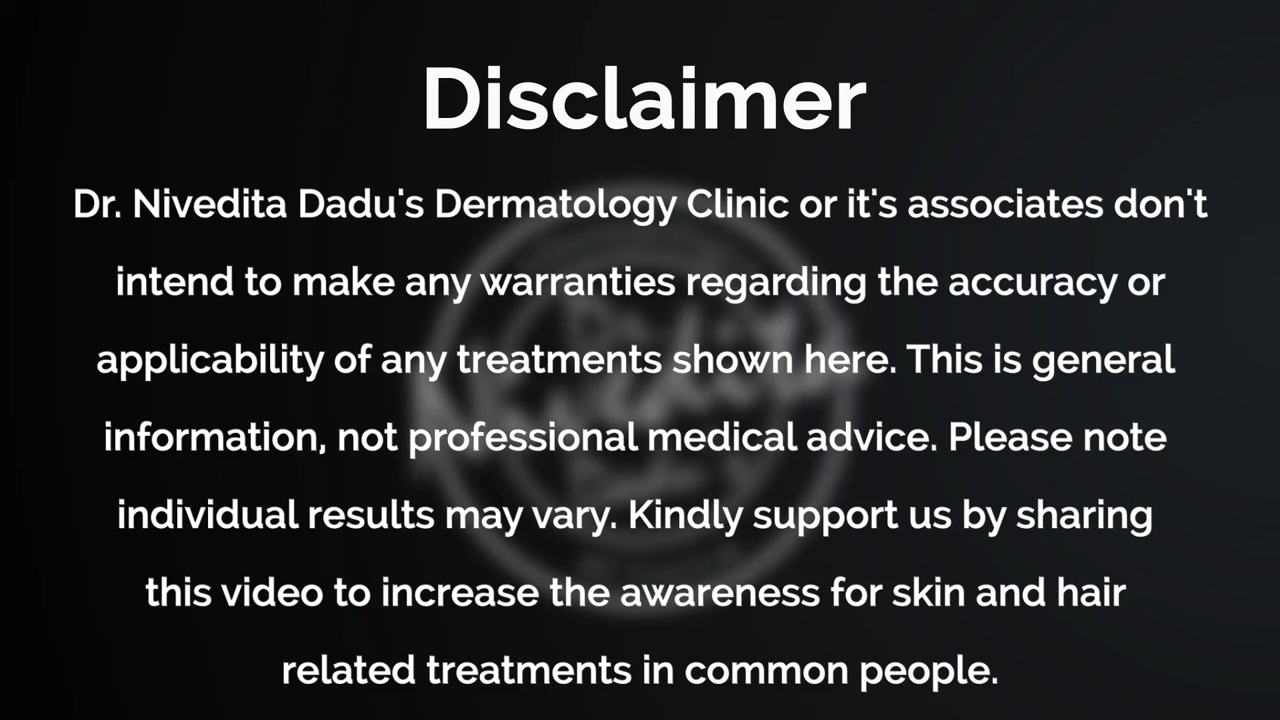 Disclaimer
Dr. Nivedita Dadu's Dermatology Clinic or it's associates don't
intend to make any warranties regarding the accuracy or
applicability of any treatments shown here. This is general
information, not professional medical advice. Please note
individual results may vary. Kindly support us by sharing
this video to increase the awareness for skin and hair
related treatments in common people.